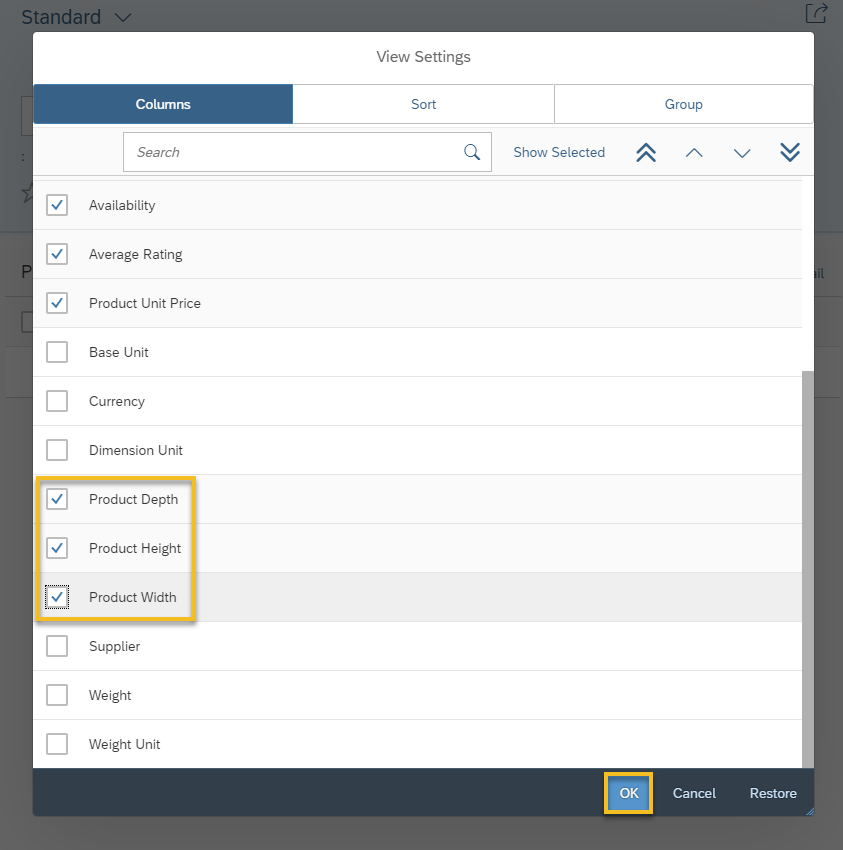 Standard
View Settings
Columns Sort Group
Search Show Selected
Availability
Average Rating
Product Unit Price
Base Unit
Currency
Dimension Unit
Product Depth
Product Height
Product Width
Supplier
Weight
Weight Unit
OK Cancel Restore